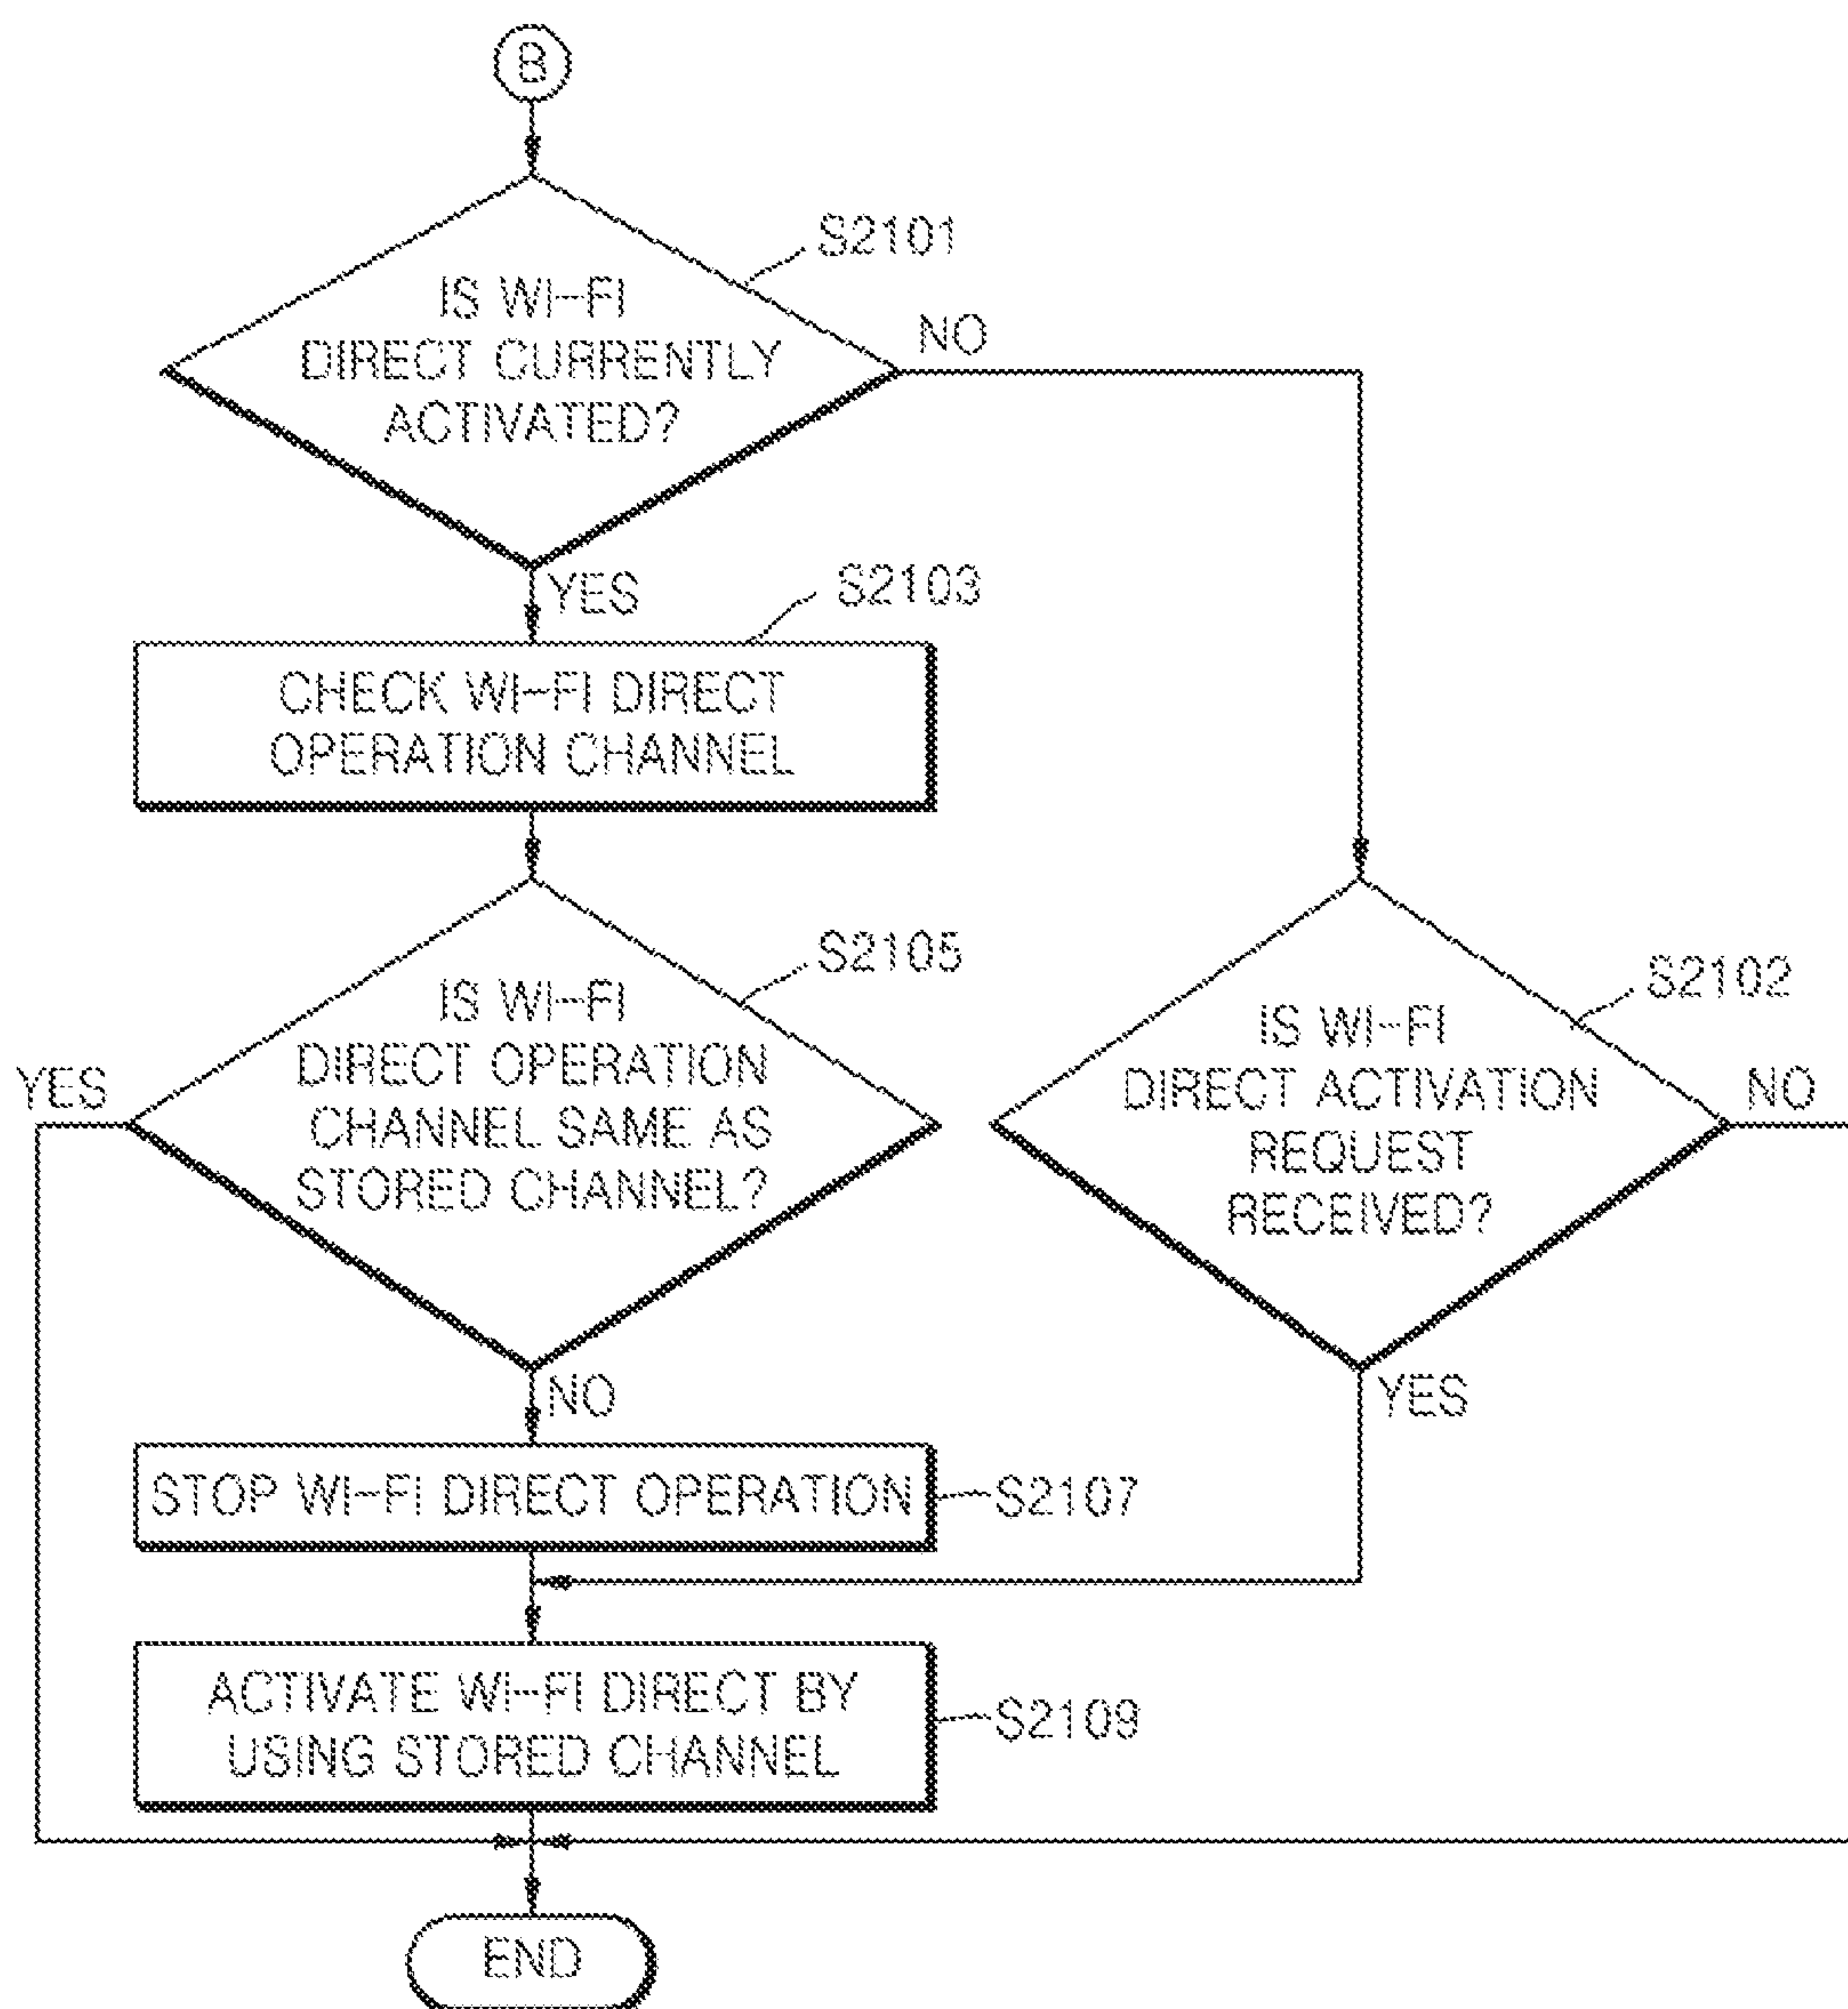 B
S2101
IS WI-FI
DIRECT CURRENTLY
ACTIVATED?
NO
YES
S2103
CHECK WI-FI DIRECT
OPERATION CHANNEL
S2105
IS WI-FI
DIRECT OPERATION
CHANNEL SAME AS
STORED CHANNEL?
YES
NO
S2102
IS WI-FI
DIRECT ACTIVATION
REQUEST
RECEIVED?
NO
YES
STOP WI-FI DIRECT OPERATION
S2107
ACTIVATE WI-FI DIRECT BY
USING STORED CHANNEL
S2109
END